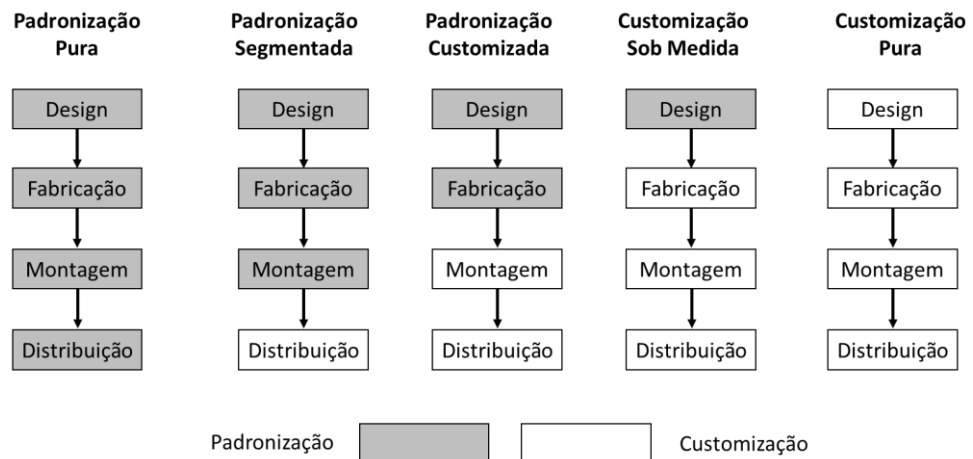 Padronização
Pura
Padronização
Segmentada
Padronização
Customizada
Customização
Sob Medida
Customização
Pura
Design
Design
Design
Design
Design
Fabricação
Fabricação
Fabricação
Fabricação
Fabricação
Montagem
Montagem
Montagem
Montagem
Montagem
Distribuição
Distribuição
Distribuição
Distribuição
Distribuição
Padronização
Customização